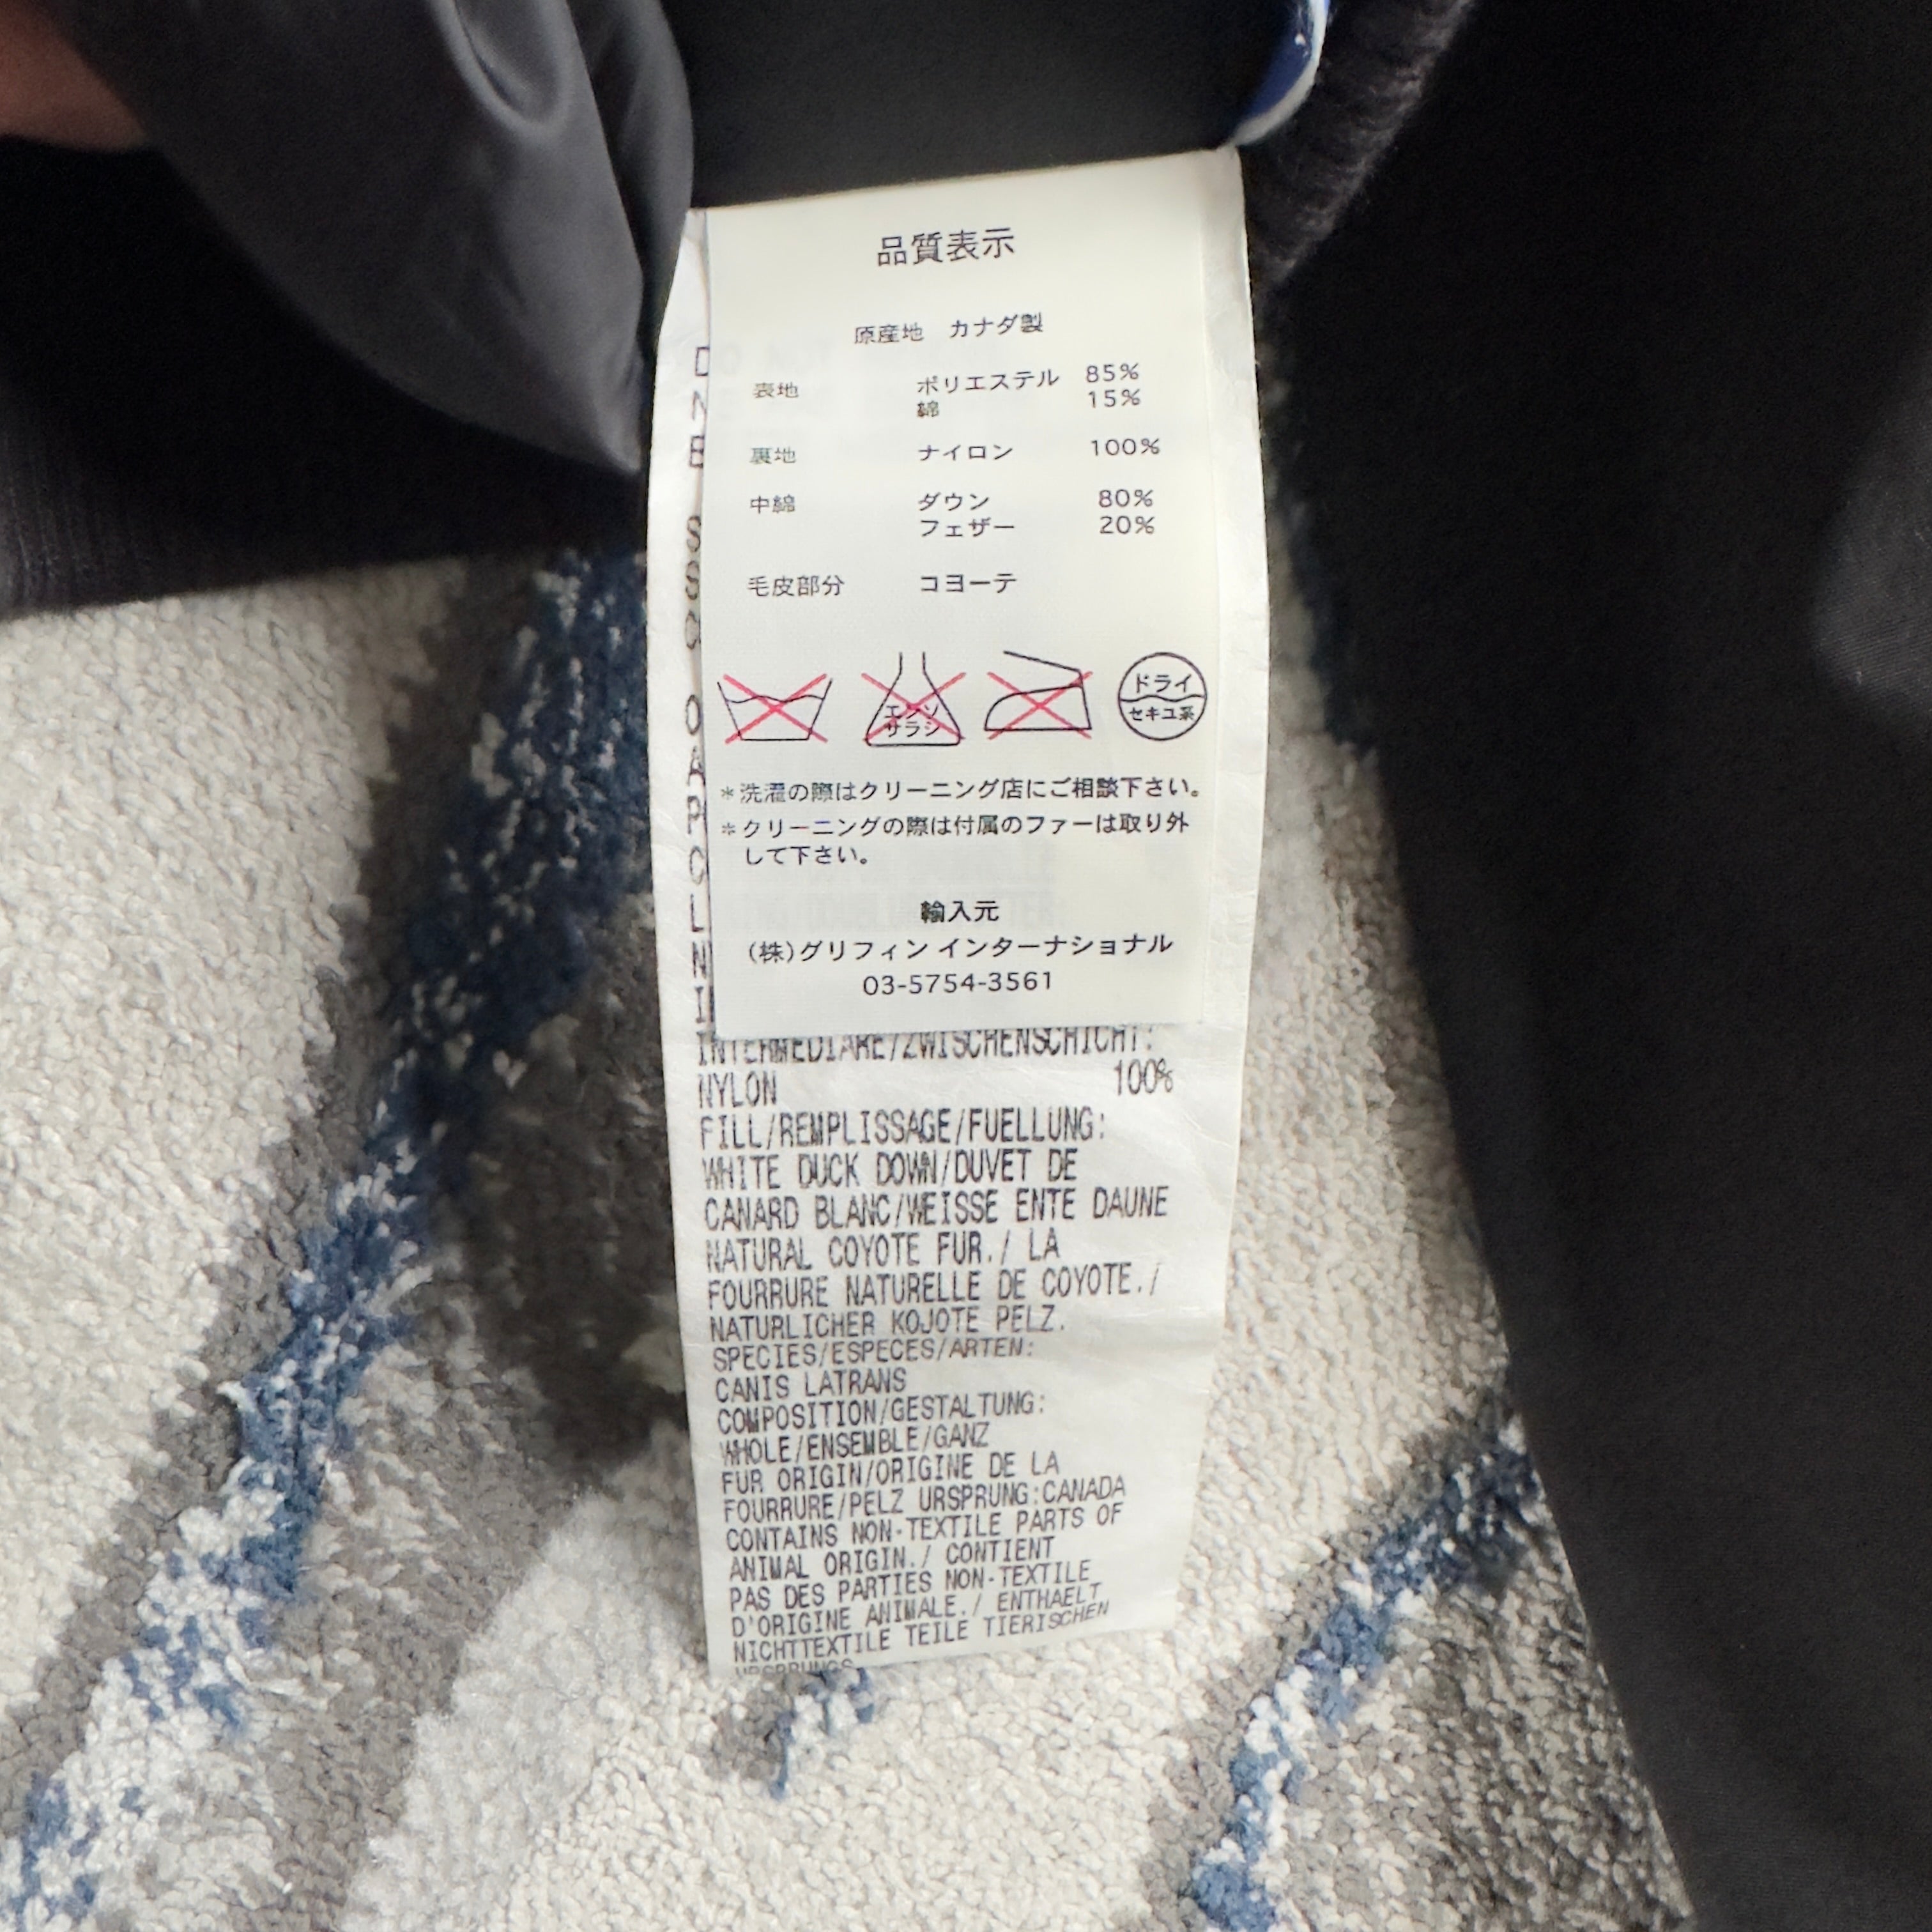 品質表示
原産地 カナダ製
表地 ポリエステル 85%
綿 15%
裏地 ナイロン 100%
中綿 ダウン 80%
フェザー 20%
毛皮部分 コヨーテ
エンソ
サラシ
ドライ
セキユ系
*洗濯の際はクリーニング店にご相談下さい。
*クリーニングの際は付属のファーは取り外
して下さい。
輸入元
(株)グリフィン インターナショナル
03-5754-3561
INTERMEDIARE/ZWISCHENSCHICHT:
NYLON 100%
FILL/REMPLISSAGE/FUELLUNG:
WHITE DUCK DOWN/DUVET DE
CANARD BLANC/WEISSE ENTE DAUNE
NATURAL COYOTE FUR./ LA
FOURRURE NATURELLE DE COYOTE./
NATURLICHER KOJOTE PELZ.
SPECIES/ESPECES/ARTEN:
CANIS LATRANS
COMPOSITION/GESTALTUNG:
WHOLE/ENSEMBLE/GANZ
FUR ORIGIN/ORIGINE DE LA
FOURRURE/PELZ URSPRUNG:CANADA
CONTAINS NON-TEXTILE PARTS OF
ANIMAL ORIGIN./ CONTIENT
PAS DES PARTIES NON-TEXTILE
D'ORIGINE ANIMALE./ ENTHAELT
NICHTTEXTILE TEILE TIERISCHEN
URSPRUNGS